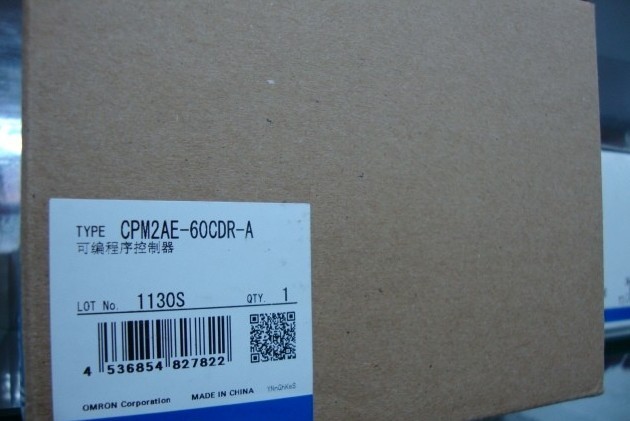 TYPE CPM2AE-60CDR-A
可编程序控制器
LOT No. 1130S QTY. 1
4 536854 827822
OMRON Corporation MADE IN CHINA